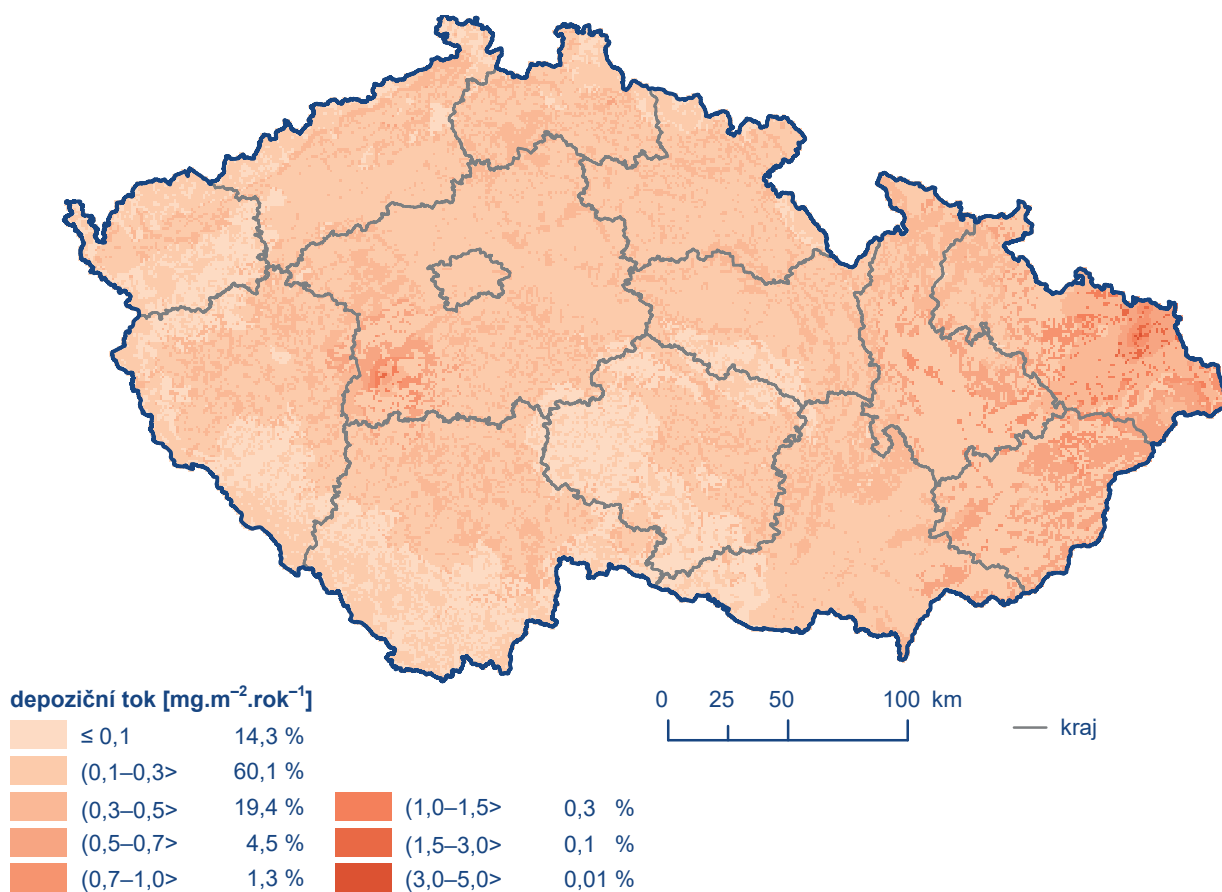 depoziční tok [mg.m⁻².rok⁻¹]
≤ 0,1 14,3 %
(0,1–0,3> 60,1 %
(0,3–0,5> 19,4 %
(0,5–0,7> 4,5 %
(0,7–1,0> 1,3 %
(1,0–1,5> 0,3 %
(1,5–3,0> 0,1 %
(3,0–5,0> 0,01 %
0 25 50 100 km
kraj